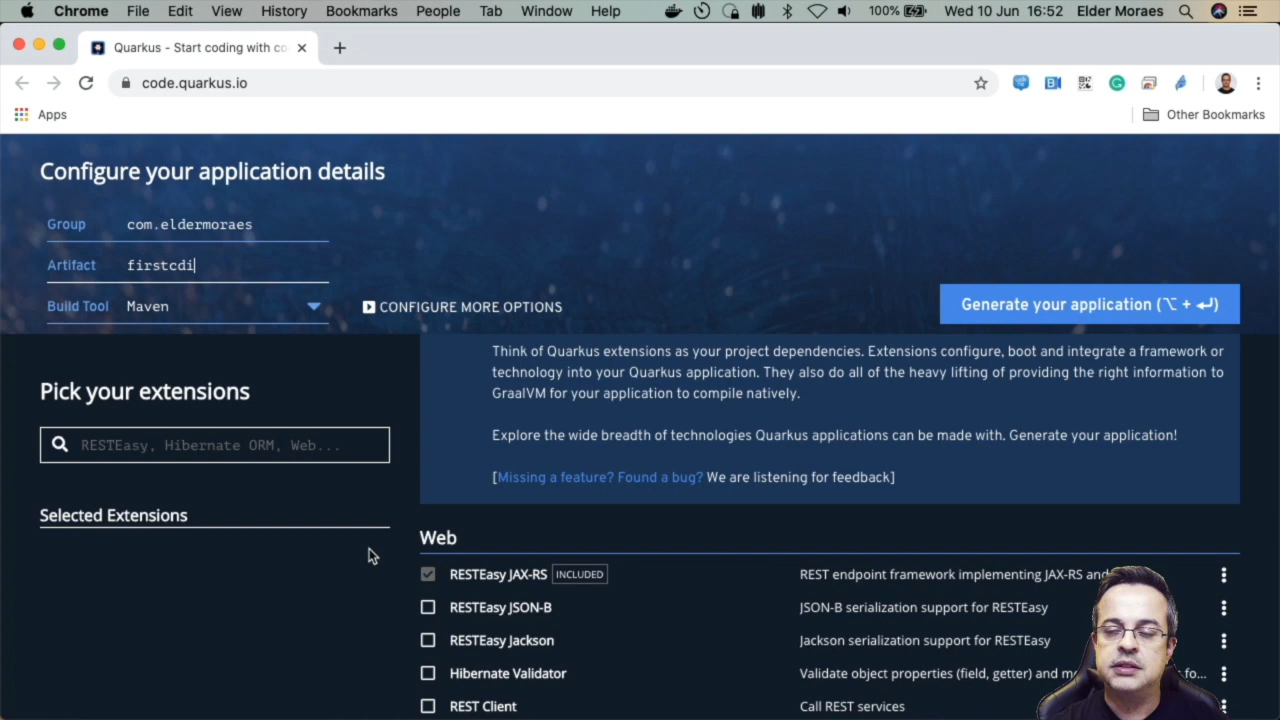 Chrome File Edit View History Bookmarks People Tab Window Help 100% Wed 10 Jun 16:52 Elder Moraes
Quarkus - Start coding with co
code.quarkus.io
Apps Other Bookmarks
Configure your application details
Group com.eldermoraes
Artifact firstcdi
Build Tool Maven CONFIGURE MORE OPTIONS Generate your application (⌥ + ↵)
Think of Quarkus extensions as your project dependencies. Extensions configure, boot and integrate a framework or
technology into your Quarkus application. They also do all of the heavy lifting of providing the right information to
GraalVM for your application to compile natively.
Explore the wide breadth of technologies Quarkus applications can be made with. Generate your application!
[Missing a feature? Found a bug? We are listening for feedback]
Pick your extensions
RESTEasy, Hibernate ORM, Web...
Selected Extensions
Web
RESTEasy JAX-RS INCLUDED REST endpoint framework implementing JAX-RS and
RESTEasy JSON-B JSON-B serialization support for RESTEasy
RESTEasy Jackson Jackson serialization support for RESTEasy
Hibernate Validator Validate object properties (field, getter) and fo...
REST Client Call REST services